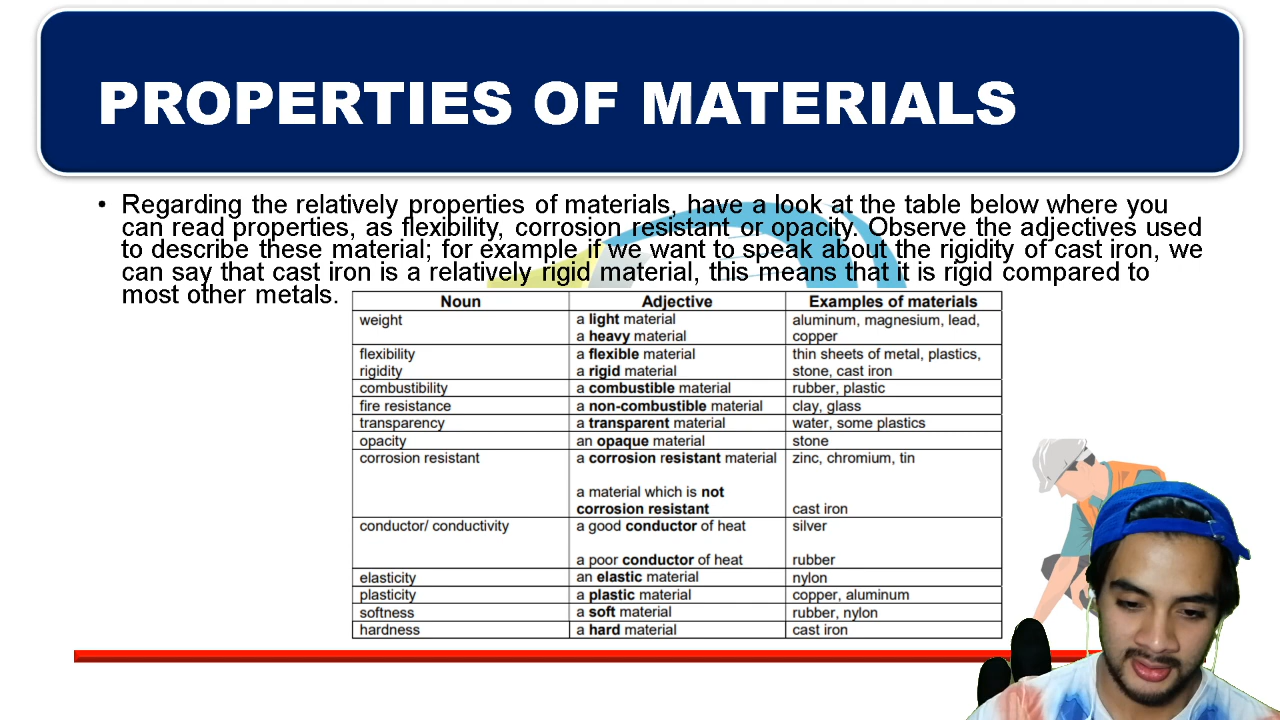 PROPERTIES OF MATERIALS
• Regarding the relatively properties of materials, have a look at the table below where you
can read properties, as flexibility, corrosion resistant or opacity. Observe the adjectives used
to describe these material; for example if we want to speak about the rigidity of cast iron, we
can say that cast iron is a relatively rigid material, this means that it is rigid compared to
most other metals.
Noun Adjective Examples of materials
weight a light material aluminum, magnesium, lead,
a heavy material copper
flexibility a flexible material thin sheets of metal, plastics,
rigidity a rigid material stone, cast iron
combustibility a combustible material rubber, plastic
fire resistance a non-combustible material clay, glass
transparency a transparent material water, some plastics
opacity an opaque material stone
corrosion resistant a corrosion resistant material zinc, chromium, tin
a material which is not
corrosion resistant cast iron
conductor/ conductivity a good conductor of heat silver
a poor conductor of heat rubber
elasticity an elastic material nylon
plasticity a plastic material copper, aluminum
softness a soft material rubber, nylon
hardness a hard material cast iron